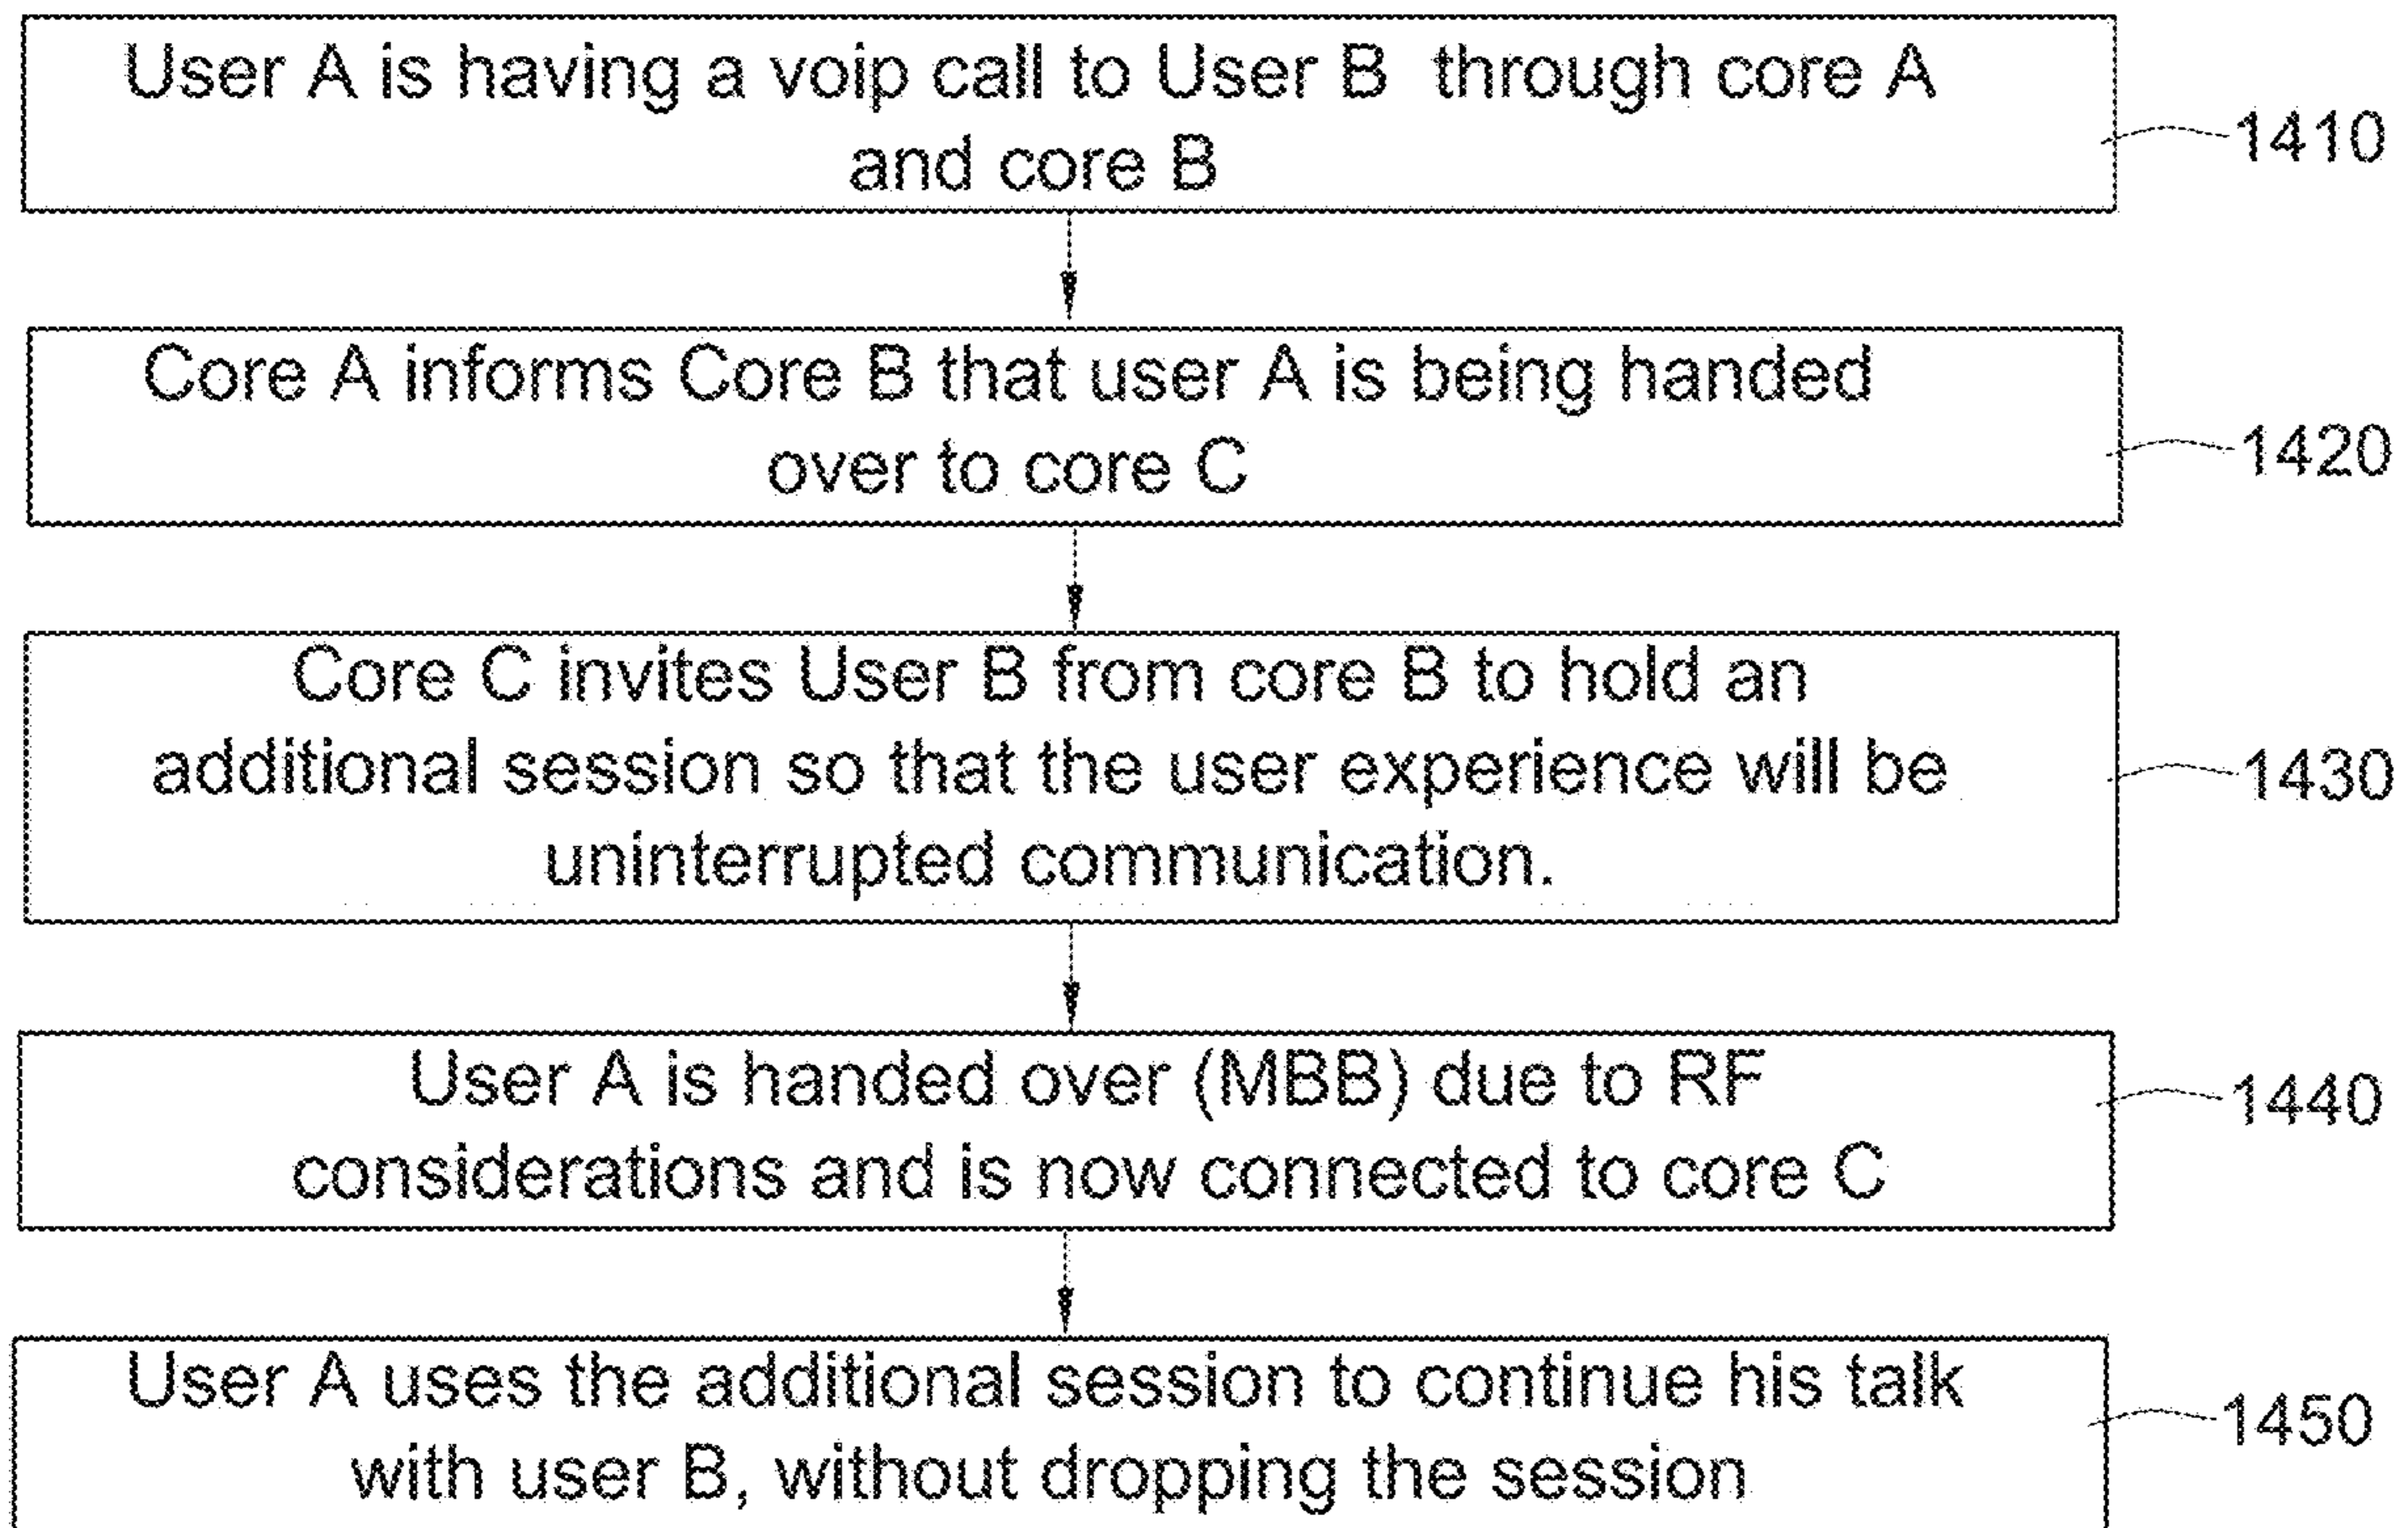 User A is having a voip call to User B through core A
and core B
1410
Core A informs Core B that user A is being handed
over to core C
1420
Core C invites User B from core B to hold an
additional session so that the user experience will be
uninterrupted communication.
1430
User A is handed over (MBB) due to RF
considerations and is now connected to core C
1440
User A uses the additional session to continue his talk
with user B, without dropping the session
1450